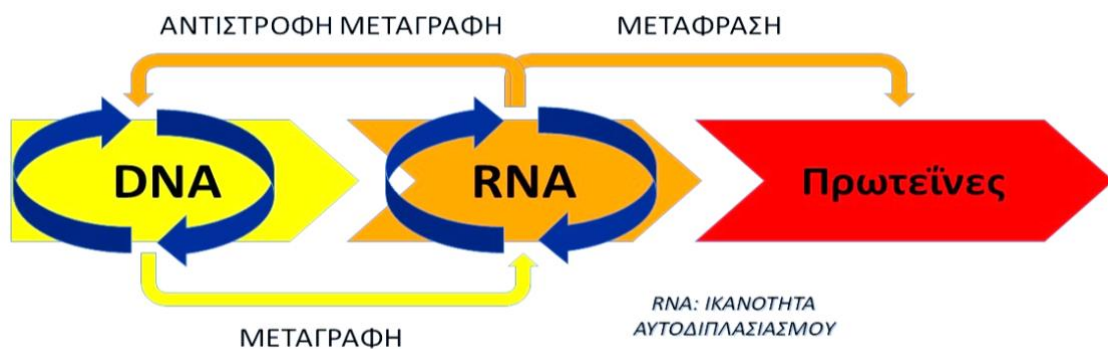 ΑΝΤΙΣΤΡΟΦΗ ΜΕΤΑΓΡΑΦΗ
ΜΕΤΑΦΡΑΣΗ
DNA
RNA
Πρωτεΐνες
ΜΕΤΑΓΡΑΦΗ
RNA: ΙΚΑΝΟΤΗΤΑ
ΑΥΤΟΔΙΠΛΑΣΙΑΣΜΟΥ